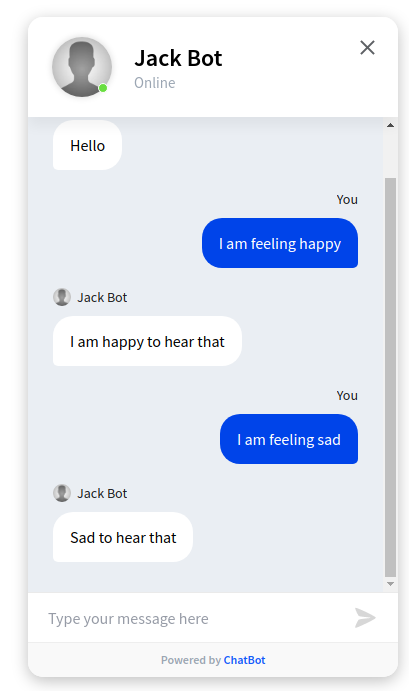 Jack Bot
Online
Hello
You
I am feeling happy
Jack Bot
I am happy to hear that
You
I am feeling sad
Jack Bot
Sad to hear that
Type your message here
Powered by ChatBot